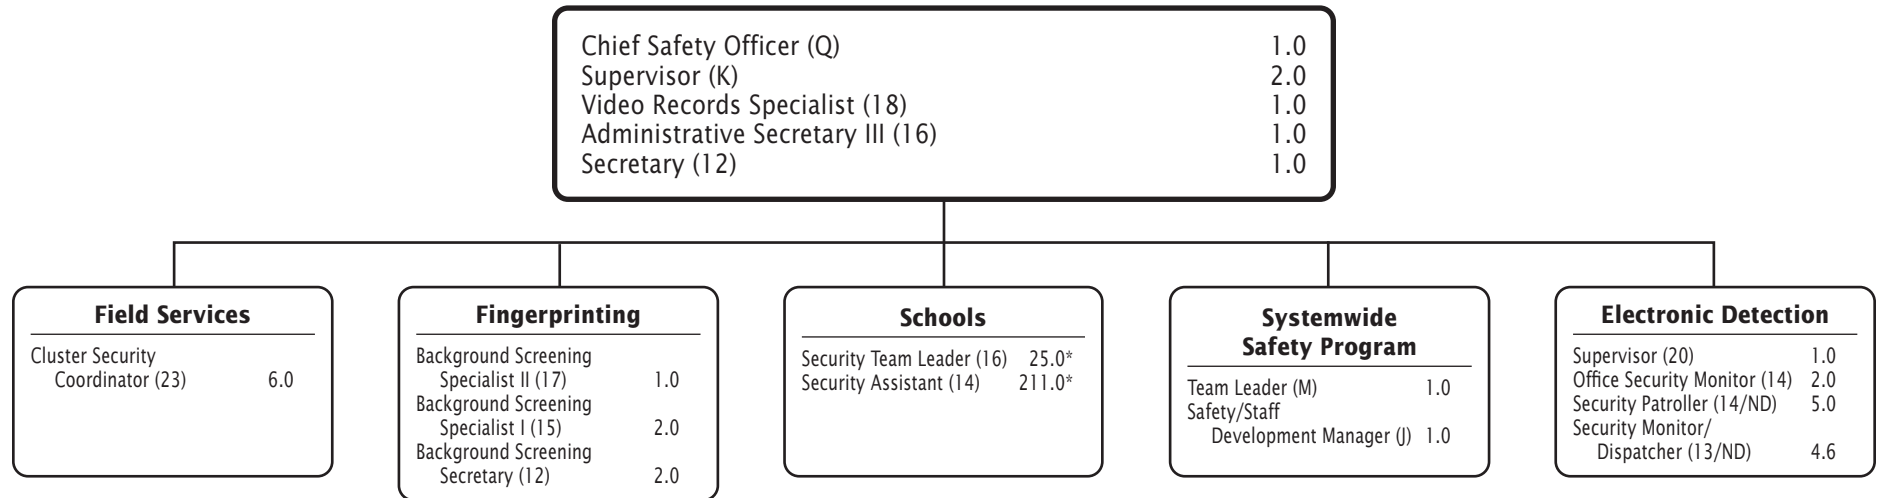 Chief Safety Officer (Q) 1.0
Supervisor (K) 2.0
Video Records Specialist (18) 1.0
Administrative Secretary III (16) 1.0
Secretary (12) 1.0
Field Services
Cluster Security
Coordinator (23) 6.0
Fingerprinting
Background Screening
Specialist II (17) 1.0
Background Screening
Specialist I (15) 2.0
Background Screening
Secretary (12) 2.0
Schools
Security Team Leader (16) 25.0*
Security Assistant (14) 211.0*
Systemwide
Safety Program
Team Leader (M) 1.0
Safety/Staff
Development Manager (J) 1.0
Electronic Detection
Supervisor (20) 1.0
Office Security Monitor (14) 2.0
Security Patroller (14/ND) 5.0
Security Monitor/
Dispatcher (13/ND) 4.6